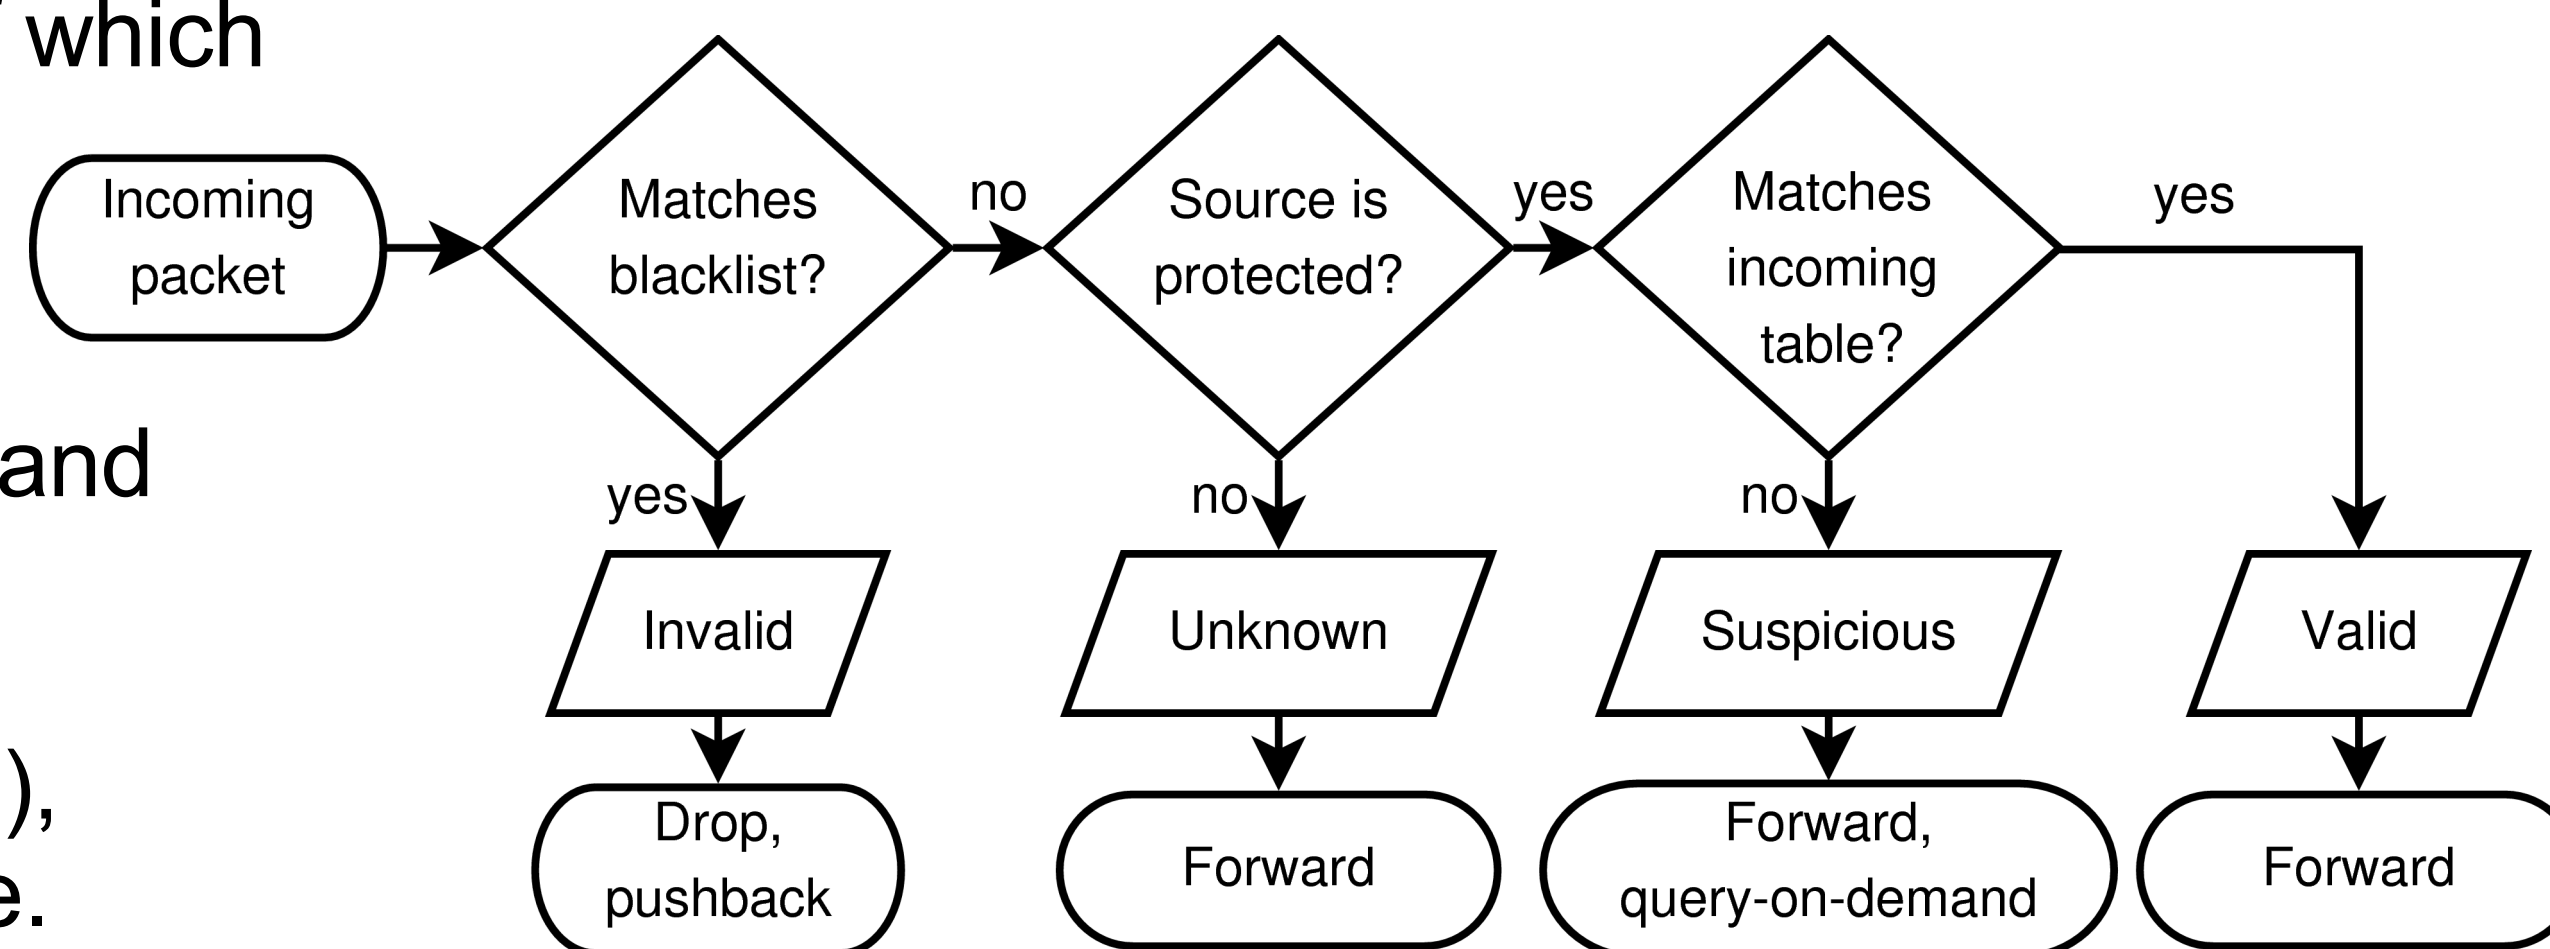 which
Incoming
packet
Matches
blacklist?
no
Source is
protected?
yes
Matches
incoming
table?
yes
and
yes
no
no
Invalid
Unknown
Suspicious
Valid
),
e.
Drop,
pushback
Forward
Forward,
query-on-demand
Forward